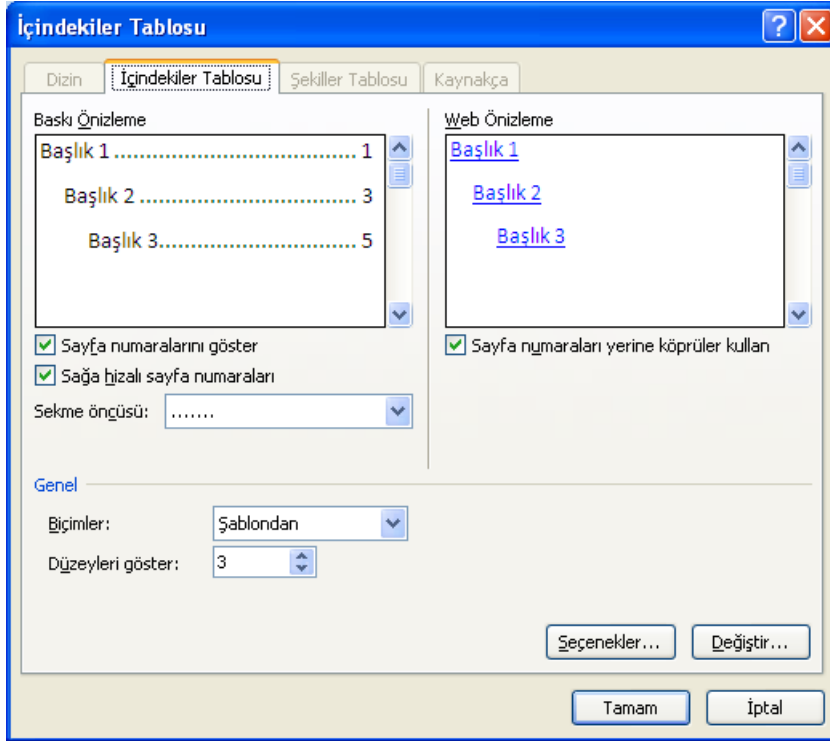 İçindekiler Tablosu
Dizin
İçindekiler Tablosu
Şekiller Tablosu
Kaynakça
Baskı Önizleme
Başlık 1.................................... 1
Başlık 2................................ 3
Başlık 3............................. 5
Sayfa numaralarını göster
Sağa hizalı sayfa numaraları
Sekme öncüsü: .......
Web Önizleme
Başlık 1
Başlık 2
Başlık 3
Sayfa numaraları yerine köprüler kullan
Genel
Biçimler: Şablondan
Düzeyleri göster: 3
Seçenekler...
Değiştir...
Tamam
İptal